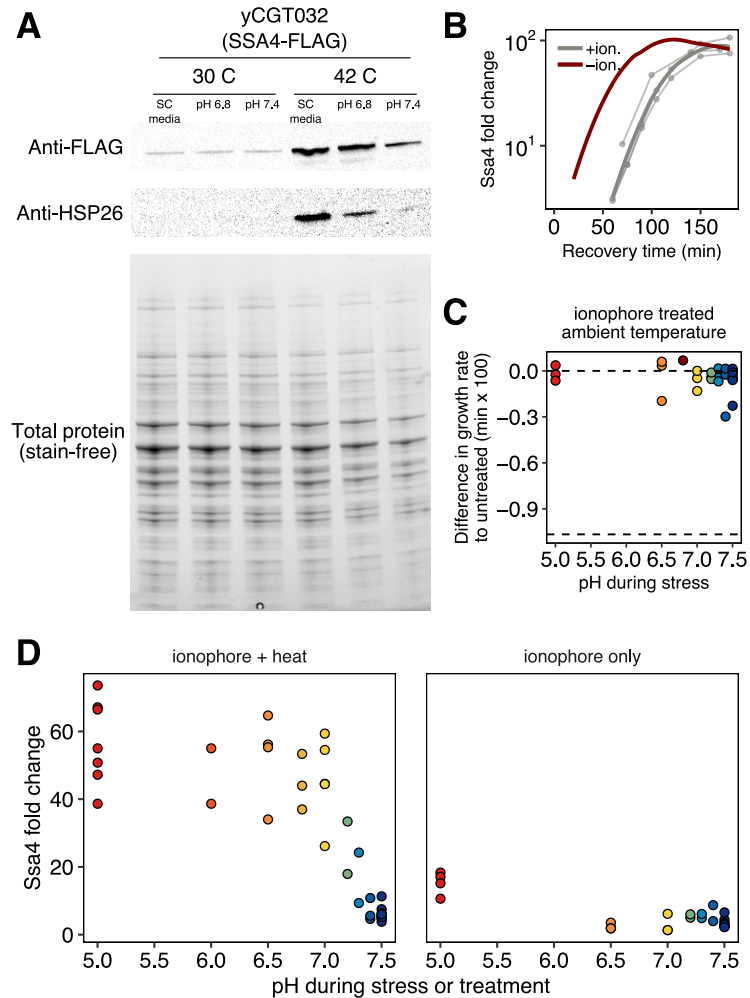 A
yCGT032
(SSA4-FLAG)
30 C
42 C
SC media
pH 6.8
pH 7.4
SC media
pH 6.8
pH 7.4
Anti-FLAG
Anti-HSP26
Total protein
(stain-free)
B
Ssa4 fold change
10²
10¹
+ion.
−ion.
0
50
100
150
Recovery time (min)
C
ionophore treated
ambient temperature
Difference in growth rate
to untreated (min x 100)
0.0
−0.3
−0.6
−0.9
5.0 5.5 6.0 6.5 7.0 7.5
pH during stress
D
ionophore + heat
ionophore only
Ssa4 fold change
60
40
20
0
5.0 5.5 6.0 6.5 7.0 7.5
5.0 5.5 6.0 6.5 7.0 7.5
pH during stress or treatment